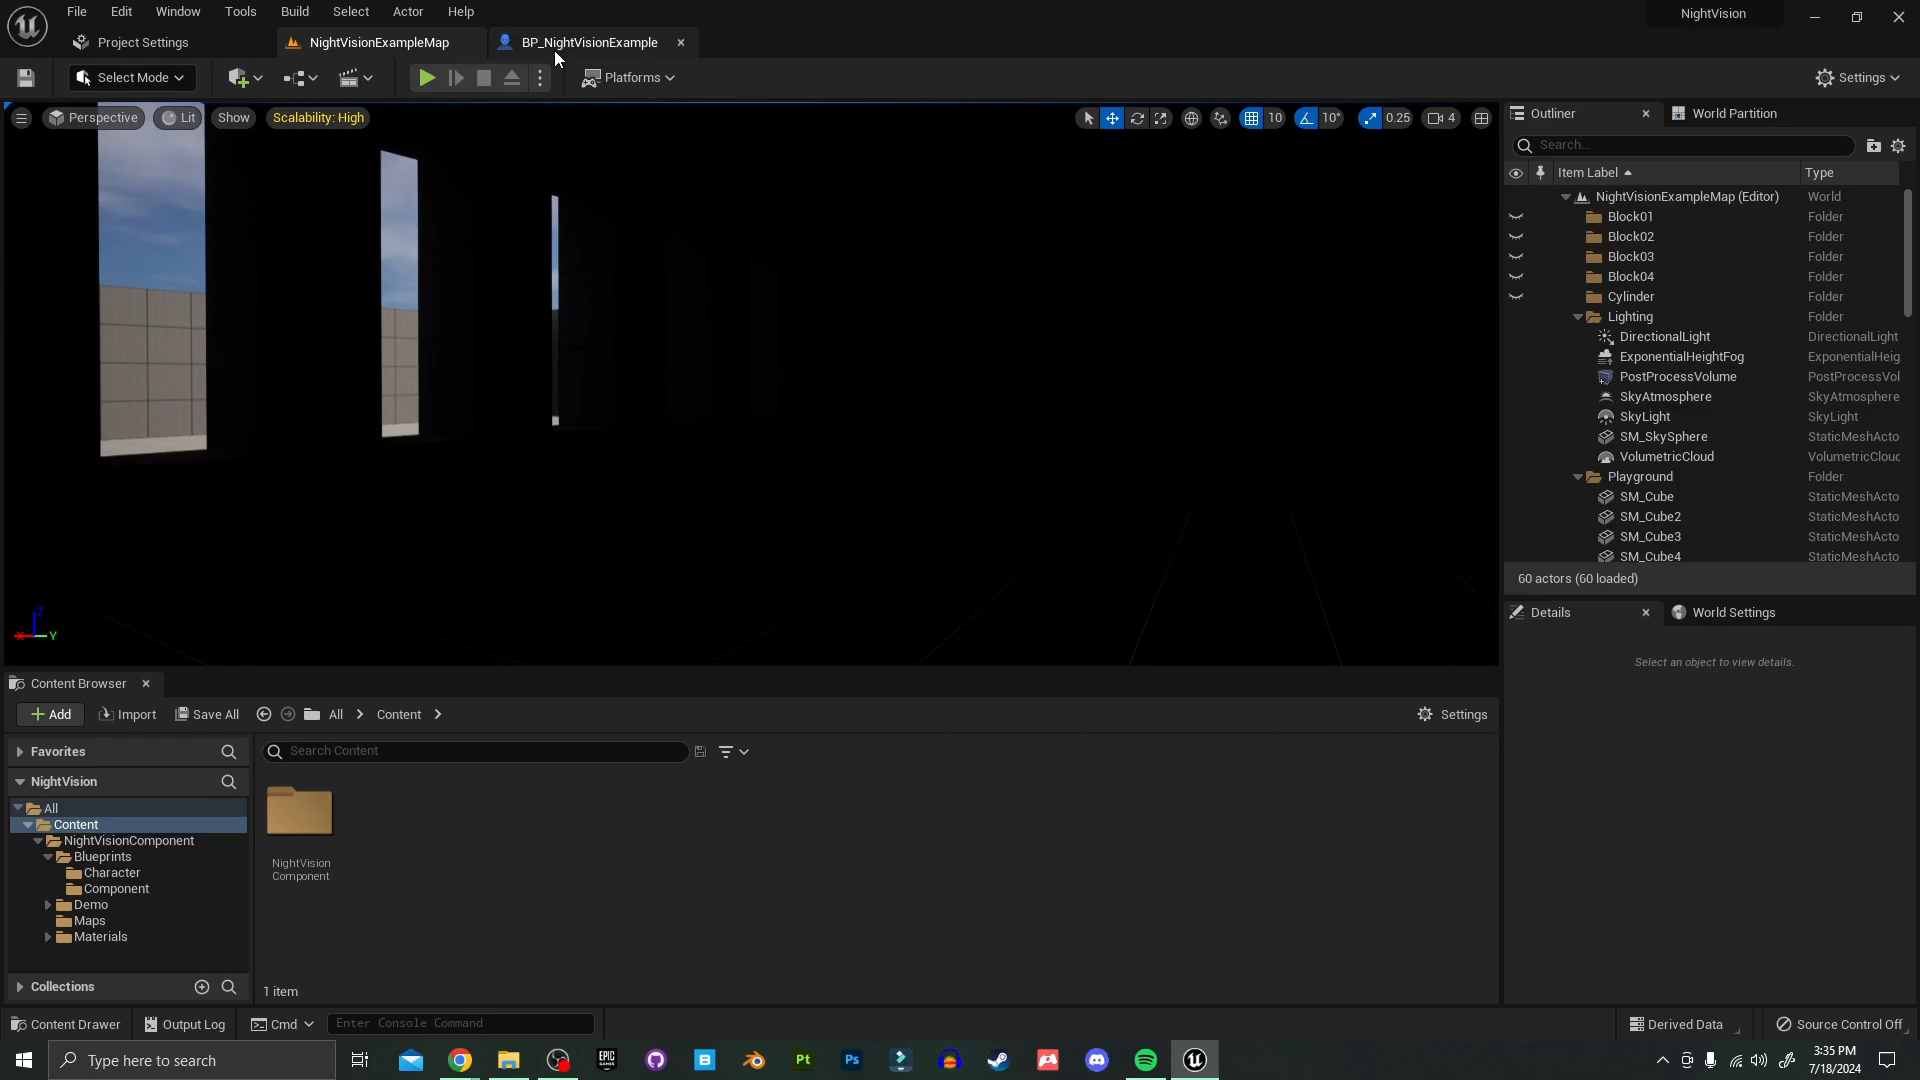 File Edit Window Tools Build Select Actor Help
NightVision
Project Settings
NightVisionExampleMap
BP_NightVisionExample
Select Mode
Platforms
Settings
Perspective
Lit
Show
Scalability: High
10
10°
0.25
4
Outliner
World Partition
Search...
Item Label
Type
NightVisionExampleMap (Editor) World
Block01 Folder
Block02 Folder
Block03 Folder
Block04 Folder
Cylinder Folder
Lighting Folder
DirectionalLight DirectionalLight
ExponentialHeightFog ExponentialHeig
PostProcessVolume PostProcessVol
SkyAtmosphere SkyAtmosphere
SkyLight SkyLight
SM_SkySphere StaticMeshActo
VolumetricCloud VolumetricClouc
Playground Folder
SM_Cube StaticMeshActo
SM_Cube2 StaticMeshActo
SM_Cube3 StaticMeshActo
SM_Cube4 StaticMeshActo
60 actors (60 loaded)
Details
World Settings
Select an object to view details.
Z
X
Y
Content Browser
Add
Import
Save All
All
Content
Settings
Favorites
Search Content
NightVision
All
Content
NightVisionComponent
Blueprints
Character
Component
Demo
Maps
Materials
NightVision
Component
Collections
1 item
Content Drawer
Output Log
Cmd
Enter Console Command
Derived Data
Source Control Off
Type here to search
EPIC
GAMES
Pt
Ps
3:35 PM
7/18/2024